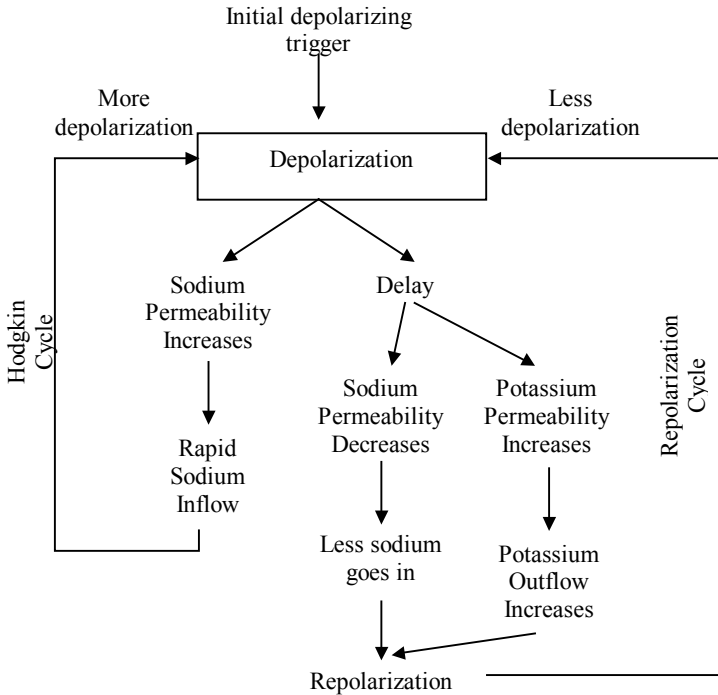 Initial depolarizing
trigger
More
depolarization
Less
depolarization
Depolarization
Sodium
Permeability
Increases
Delay
Hodgkin
Cycle
Repolarization
Cycle
Sodium
Permeability
Decreases
Potassium
Permeability
Increases
Rapid
Sodium
Inflow
Less sodium
goes in
Potassium
Outflow
Increases
Repolarization